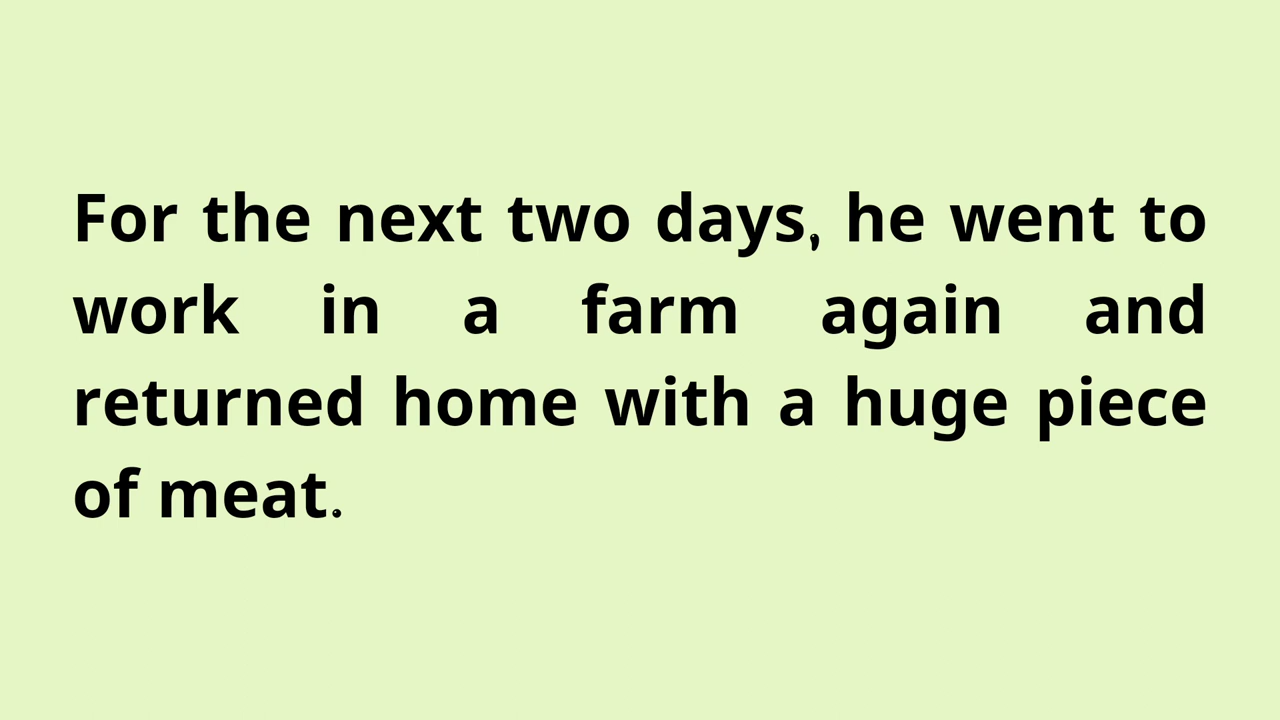 For the next two days, he went to
work in a farm again and
returned home with a huge piece
of meat.